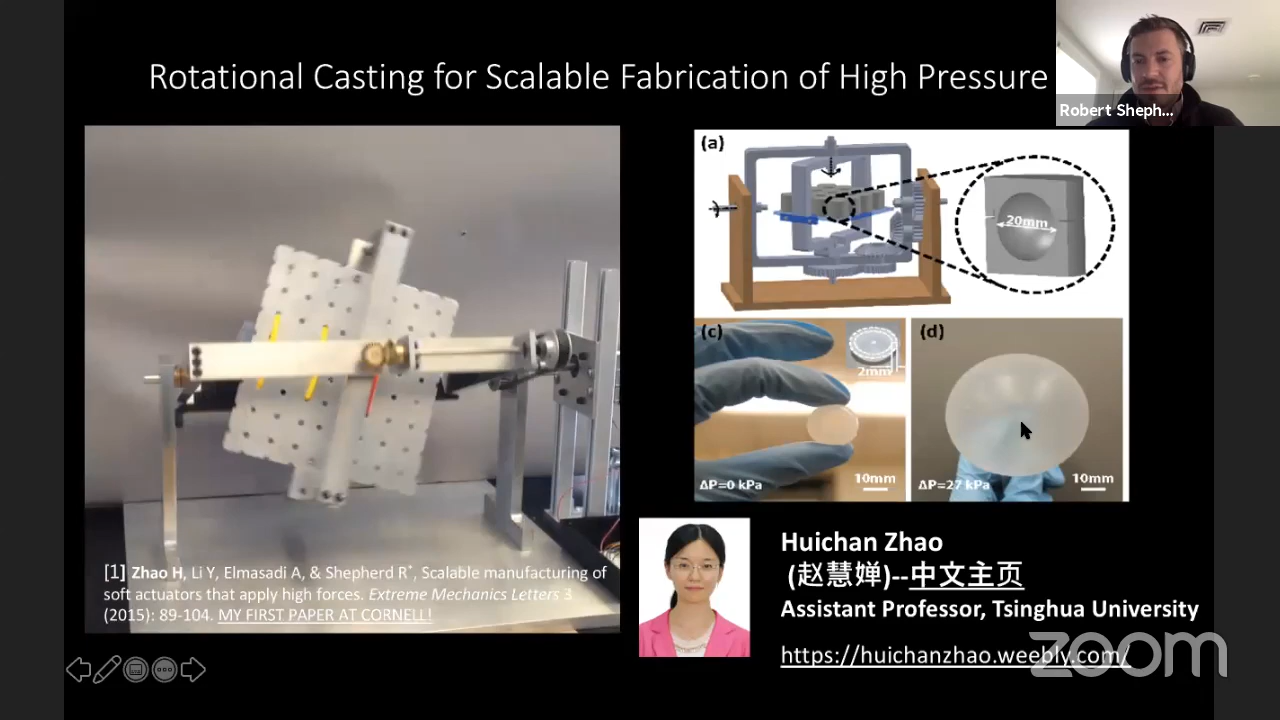 Rotational Casting for Scalable Fabrication of High Pressure
Robert Sheph...
(a)
20mm
(c)
2mm
(d)
ΔP=0 kPa
10mm
ΔP=27 kPa
10mm
[1] Zhao H, Li Y, Elmasadi A, & Shepherd R*, Scalable manufacturing of
soft actuators that apply high forces. Extreme Mechanics Letters 3
(2015): 89-104. MY FIRST PAPER AT CORNELL!
Huichan Zhao
(赵慧婵)--中文主页
Assistant Professor, Tsinghua University
https://huichanzhao.weebly.com/
zoom